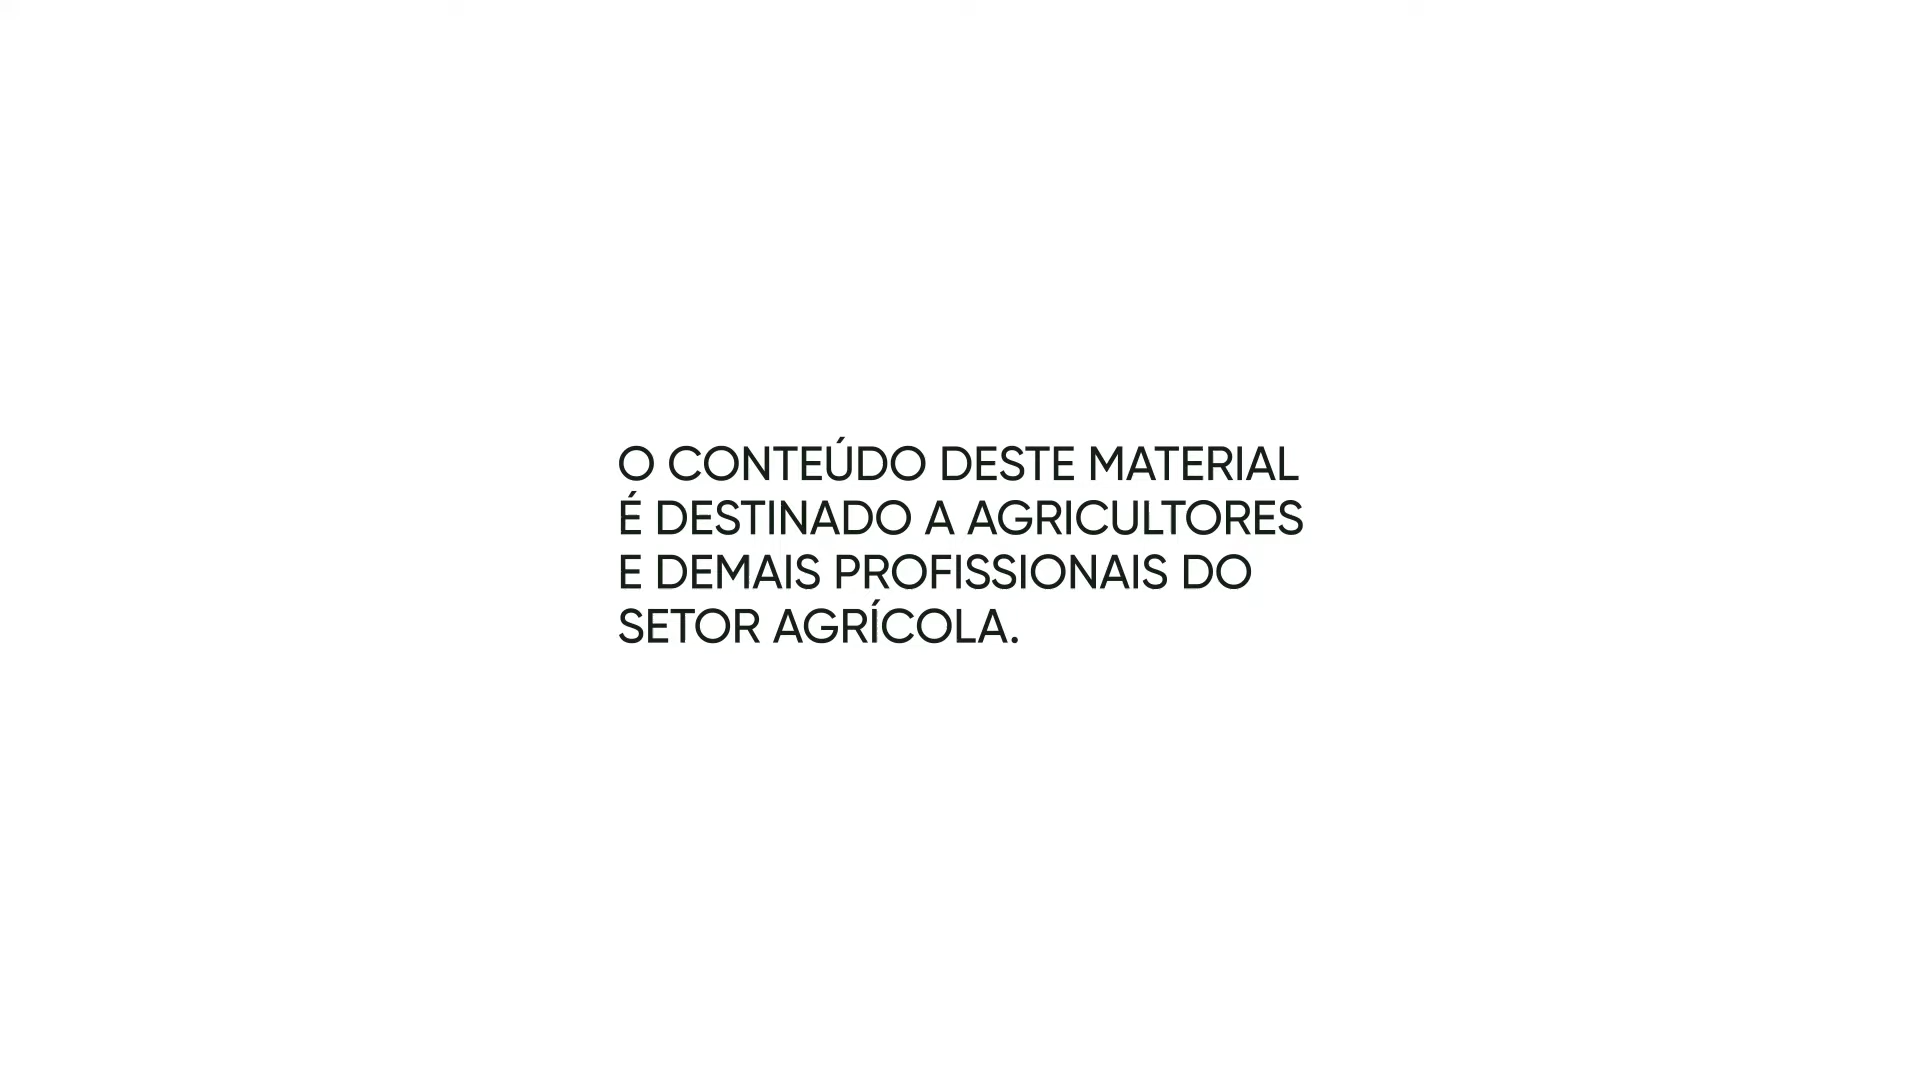 O CONTEÚDO DESTE MATERIAL
É DESTINADO A AGRICULTORES
E DEMAIS PROFISSIONAIS DO
SETOR AGRÍCOLA.